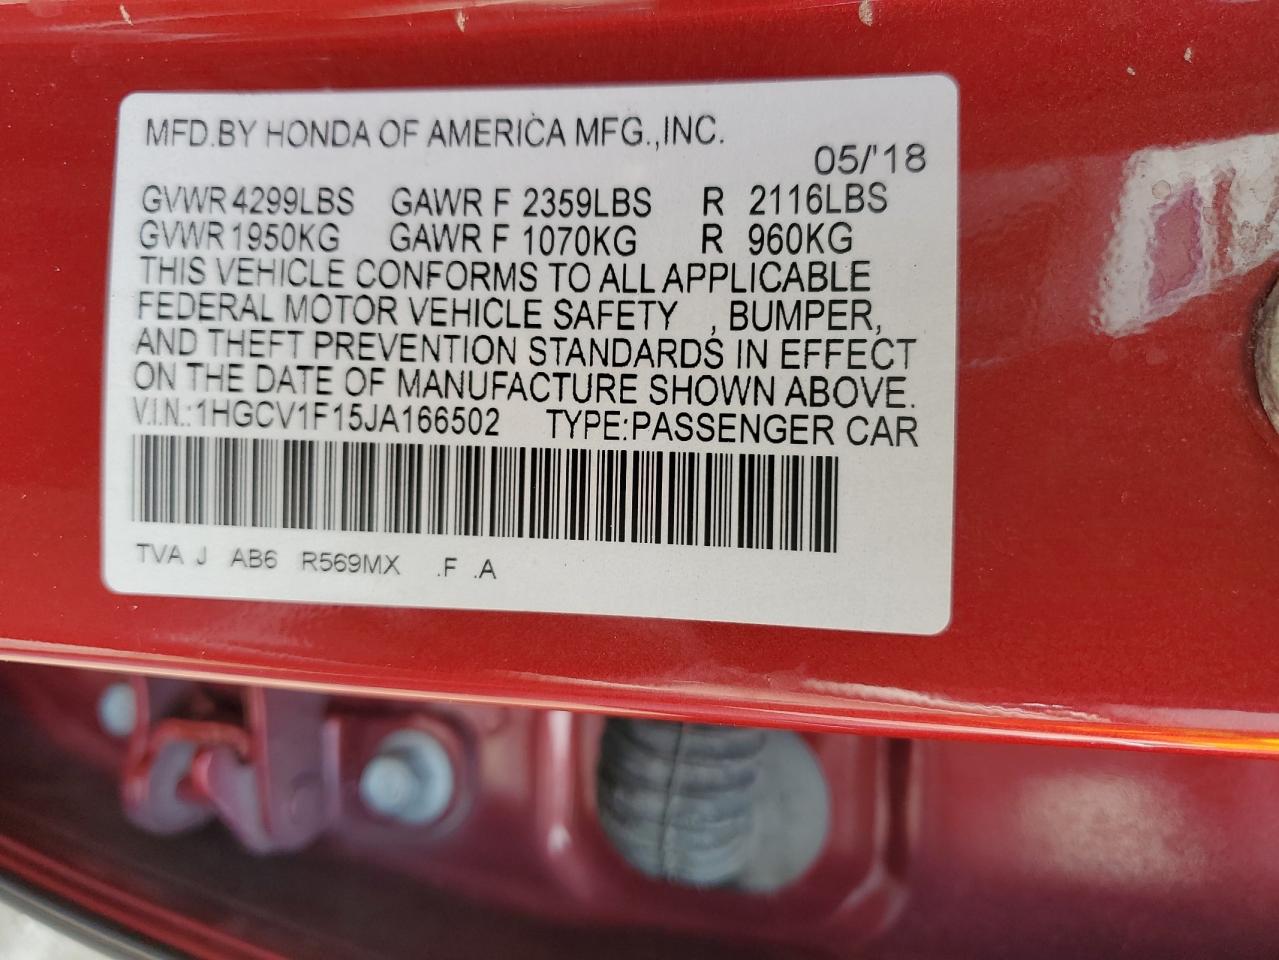 MFD.BY HONDA OF AMERICA MFG.,INC.
05/'18
GVWR 4299LBS GAWR F 2359LBS R 2116LBS
GVWR 1950KG GAWR F 1070KG R 960KG
THIS VEHICLE CONFORMS TO ALL APPLICABLE
FEDERAL MOTOR VEHICLE SAFETY , BUMPER,
AND THEFT PREVENTION STANDARDS IN EFFECT
ON THE DATE OF MANUFACTURE SHOWN ABOVE.
V.I.N.:1HGCV1F15JA166502 TYPE:PASSENGER CAR
TVA J AB6 R569MX .F .A